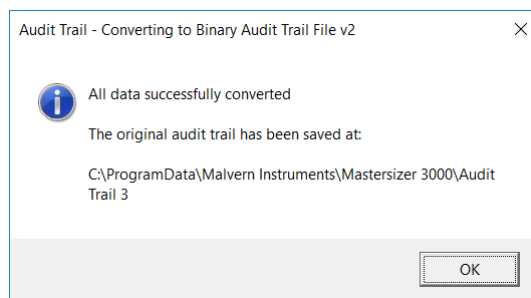 Audit Trail - Converting to Binary Audit Trail File v2
All data successfully converted
The original audit trail has been saved at:
C:\ProgramData\Malvern Instruments\Mastersizer 3000\Audit
Trail 3
OK